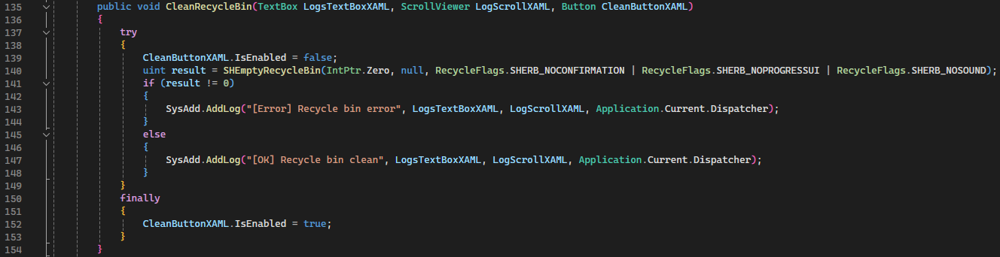 135 public void CleanRecycleBin(TextBox LogsTextBoxXAML, ScrollViewer LogScrollXAML, Button CleanButtonXAML)
136 {
137 try
138 {
139 CleanButtonXAML.IsEnabled = false;
140 uint result = SHEmptyRecycleBin(IntPtr.Zero, null, RecycleFlags.SHERB_NOCONFIRMATION | RecycleFlags.SHERB_NOPROGRESSUI | RecycleFlags.SHERB_NOSOUND);
141 if (result != 0)
142 {
143 SysAdd.AddLog("[Error] Recycle bin error", LogsTextBoxXAML, LogScrollXAML, Application.Current.Dispatcher);
144 }
145 else
146 {
147 SysAdd.AddLog("[OK] Recycle bin clean", LogsTextBoxXAML, LogScrollXAML, Application.Current.Dispatcher);
148 }
149 }
150 finally
151 {
152 CleanButtonXAML.IsEnabled = true;
153 }
154 }